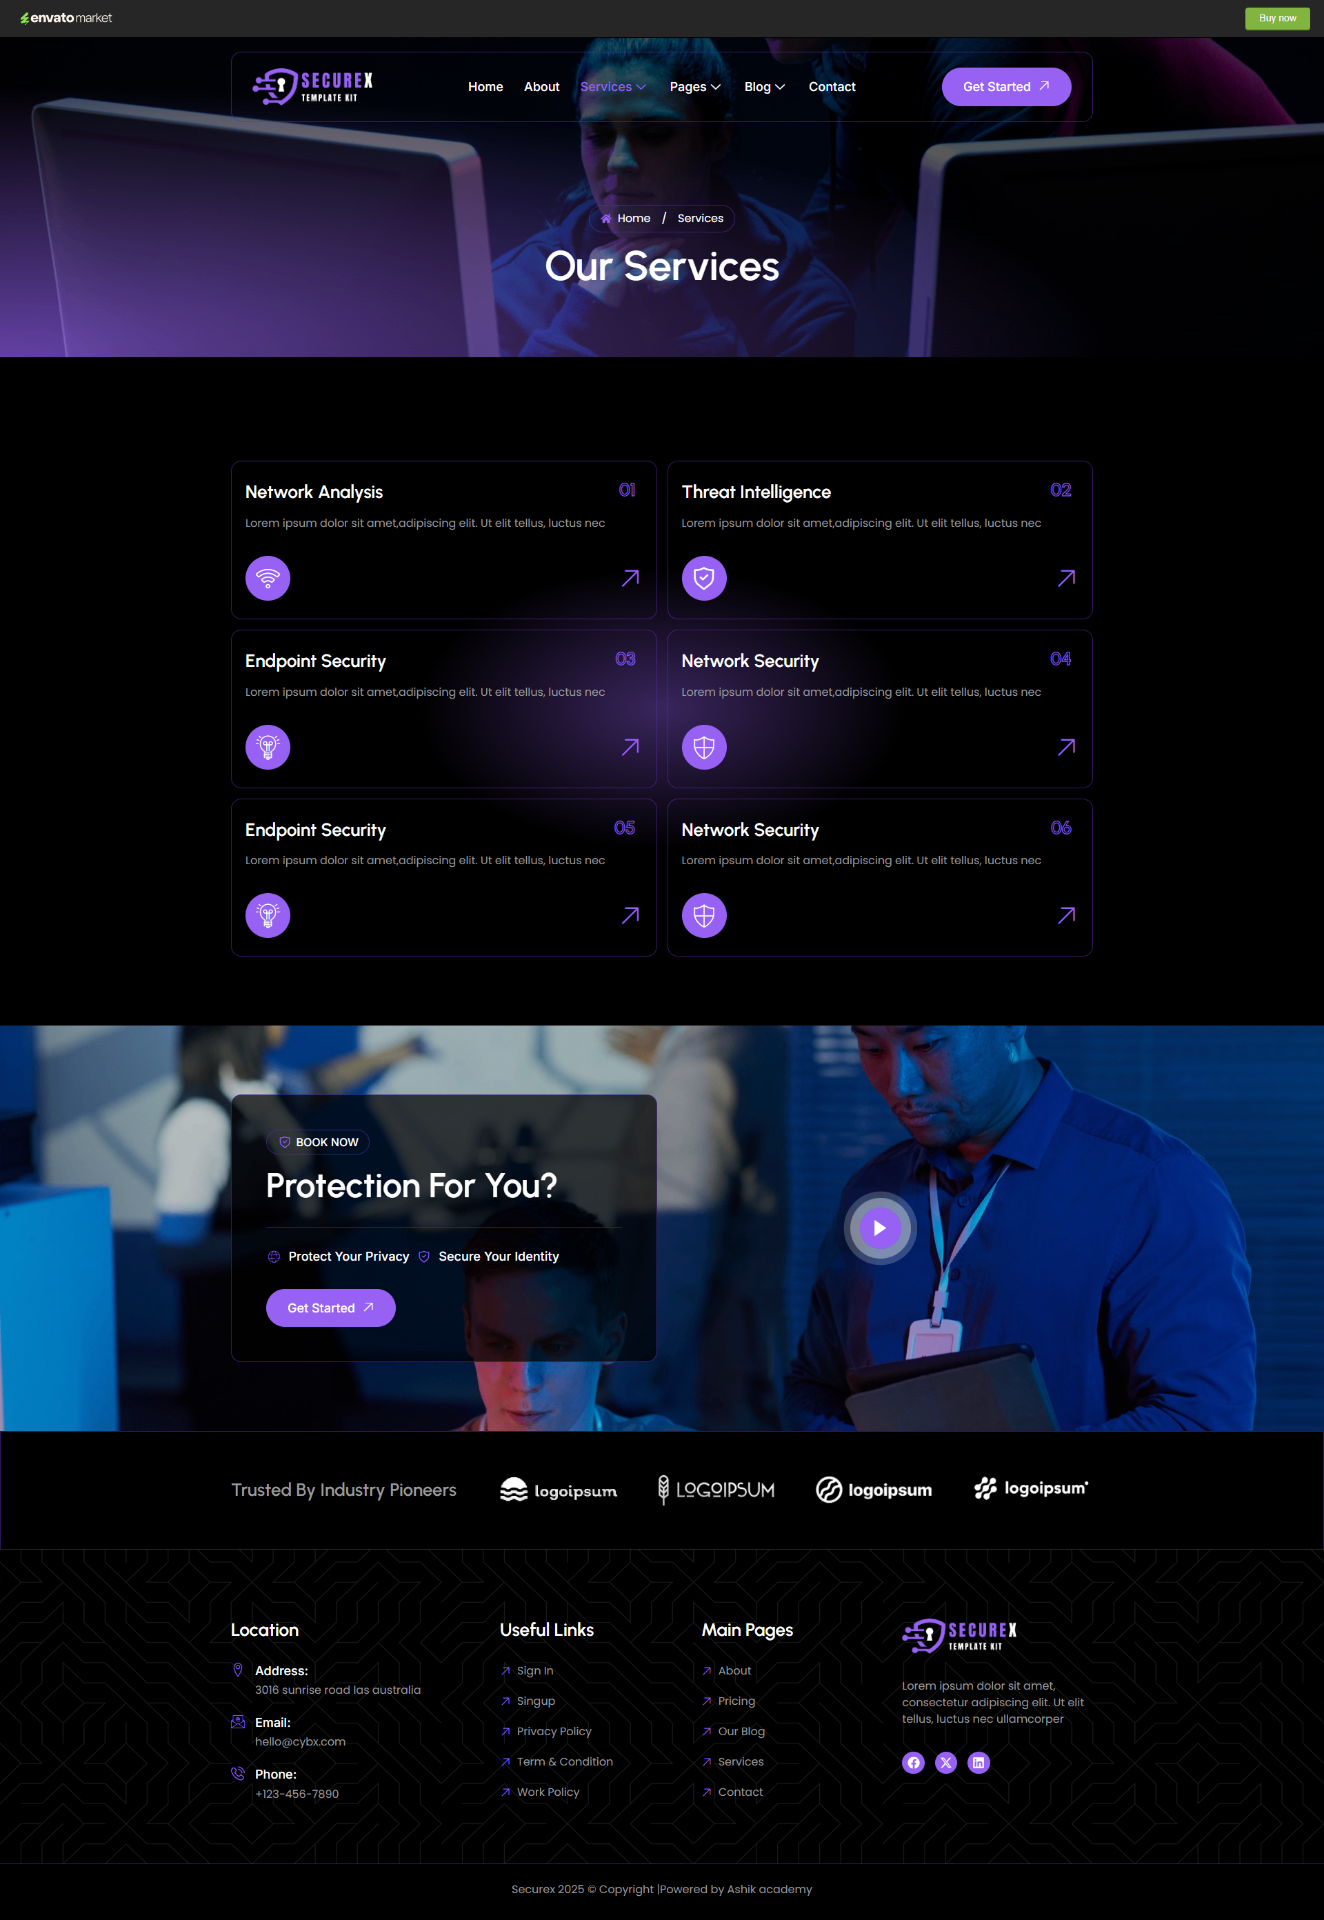 envato market
Buy now
SECUREX
TEMPLATE KIT
Home About Services Pages Blog Contact
Get Started
Home / Services
Our Services
Network Analysis 01
Lorem ipsum dolor sit amet,adipiscing elit. Ut elit tellus, luctus nec
Threat Intelligence 02
Lorem ipsum dolor sit amet,adipiscing elit. Ut elit tellus, luctus nec
Endpoint Security 03
Lorem ipsum dolor sit amet,adipiscing elit. Ut elit tellus, luctus nec
Network Security 04
Lorem ipsum dolor sit amet,adipiscing elit. Ut elit tellus, luctus nec
Endpoint Security 05
Lorem ipsum dolor sit amet,adipiscing elit. Ut elit tellus, luctus nec
Network Security 06
Lorem ipsum dolor sit amet,adipiscing elit. Ut elit tellus, luctus nec
BOOK NOW
Protection For You?
Protect Your Privacy Secure Your Identity
Get Started
Trusted By Industry Pioneers
logoipsum
LOGOIPSUM
logoipsum
logoipsum
Location
Address:
3016 sunrise road las australia
Email:
hello@cybx.com
Phone:
+123-456-7890
Useful Links
Sign In
Singup
Privacy Policy
Term & Condition
Work Policy
Main Pages
About
Pricing
Our Blog
Services
Contact
SECUREX
TEMPLATE KIT
Lorem ipsum dolor sit amet,
consectetur adipiscing elit. Ut elit
tellus, luctus nec ullamcorper
Securex 2025 © Copyright |Powered by Ashik academy